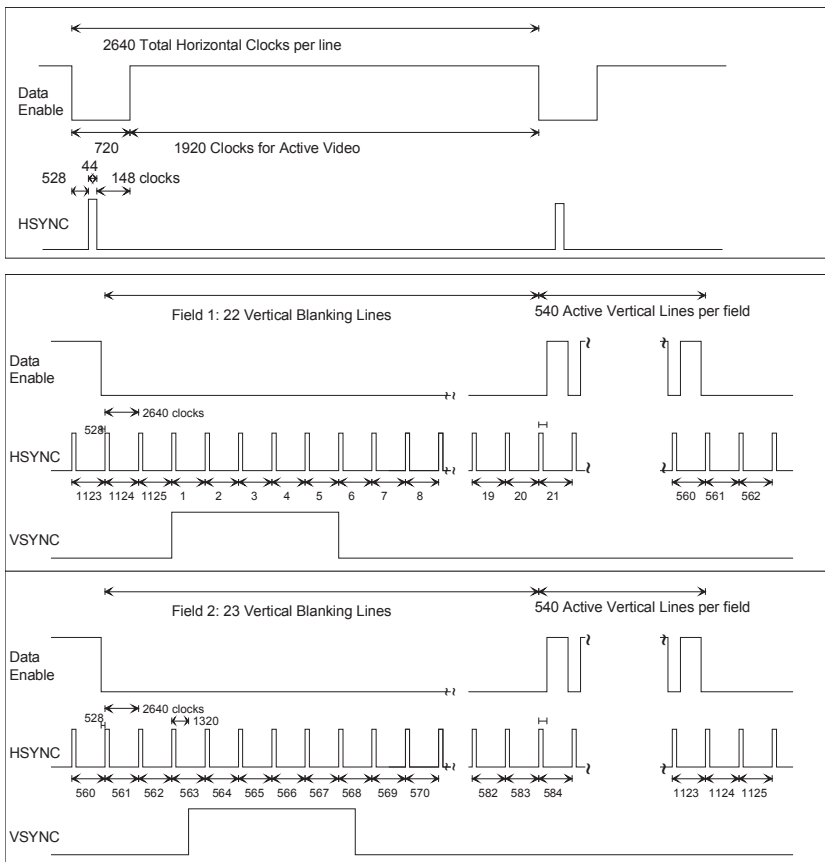 2640 Total Horizontal Clocks per line
Data
Enable
720
1920 Clocks for Active Video
44
528
148 clocks
HSYNC
Field 1: 22 Vertical Blanking Lines
540 Active Vertical Lines per field
Data
Enable
2640 clocks
528
HSYNC
1123 1124 1125 1 2 3 4 5 6 7 8 19 20 21 560 561 562
VSYNC
Field 2: 23 Vertical Blanking Lines
540 Active Vertical Lines per field
Data
Enable
2640 clocks
528
1320
HSYNC
560 561 562 563 564 565 566 567 568 569 570 582 583 584 1123 1124 1125
VSYNC